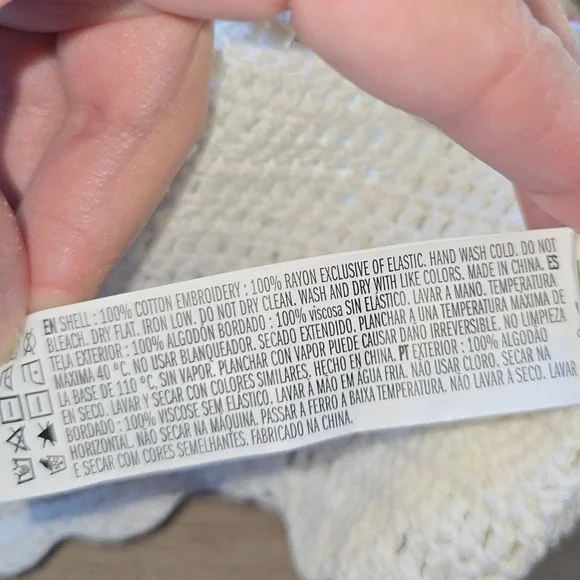 EN SHELL : 100% COTTON EMBROIDERY : 100% RAYON EXCLUSIVE OF ELASTIC. HAND WASH COLD. DO NOT
BLEACH. DRY FLAT. IRON LOW. DO NOT DRY CLEAN. WASH AND DRY WITH LIKE COLORS. MADE IN CHINA. ES
TELA EXTERIOR : 100% ALGODÓN BORDADO : 100% viscosa SIN ELÁSTICO. LAVAR A MANO. TEMPERATURA
MÁXIMA 40 °C. NO USAR BLANQUEADOR. SECADO EXTENDIDO. PLANCHAR A UNA TEMPERATURA MÁXIMA DE
LA BASE DE 110 °C, SIN VAPOR. PLANCHAR CON VAPOR PUEDE CAUSAR DAÑO IRREVERSIBLE. NO LIMPIEZA
EN SECO. LAVAR Y SECAR CON COLORES SIMILARES. HECHO EN CHINA. PT EXTERIOR : 100% ALGODÃO
BORDADO : 100% VISCOSE SEM ELÁSTICO. LAVAR À MÃO EM ÁGUA FRIA. NÃO USAR CLORO. SECAR NA
HORIZONTAL. NÃO SECAR NA MÁQUINA. PASSAR A FERRO A BAIXA TEMPERATURA. NÃO LAVAR A SECO. LAVAR
E SECAR COM CORES SEMELHANTES. FABRICADO NA CHINA.